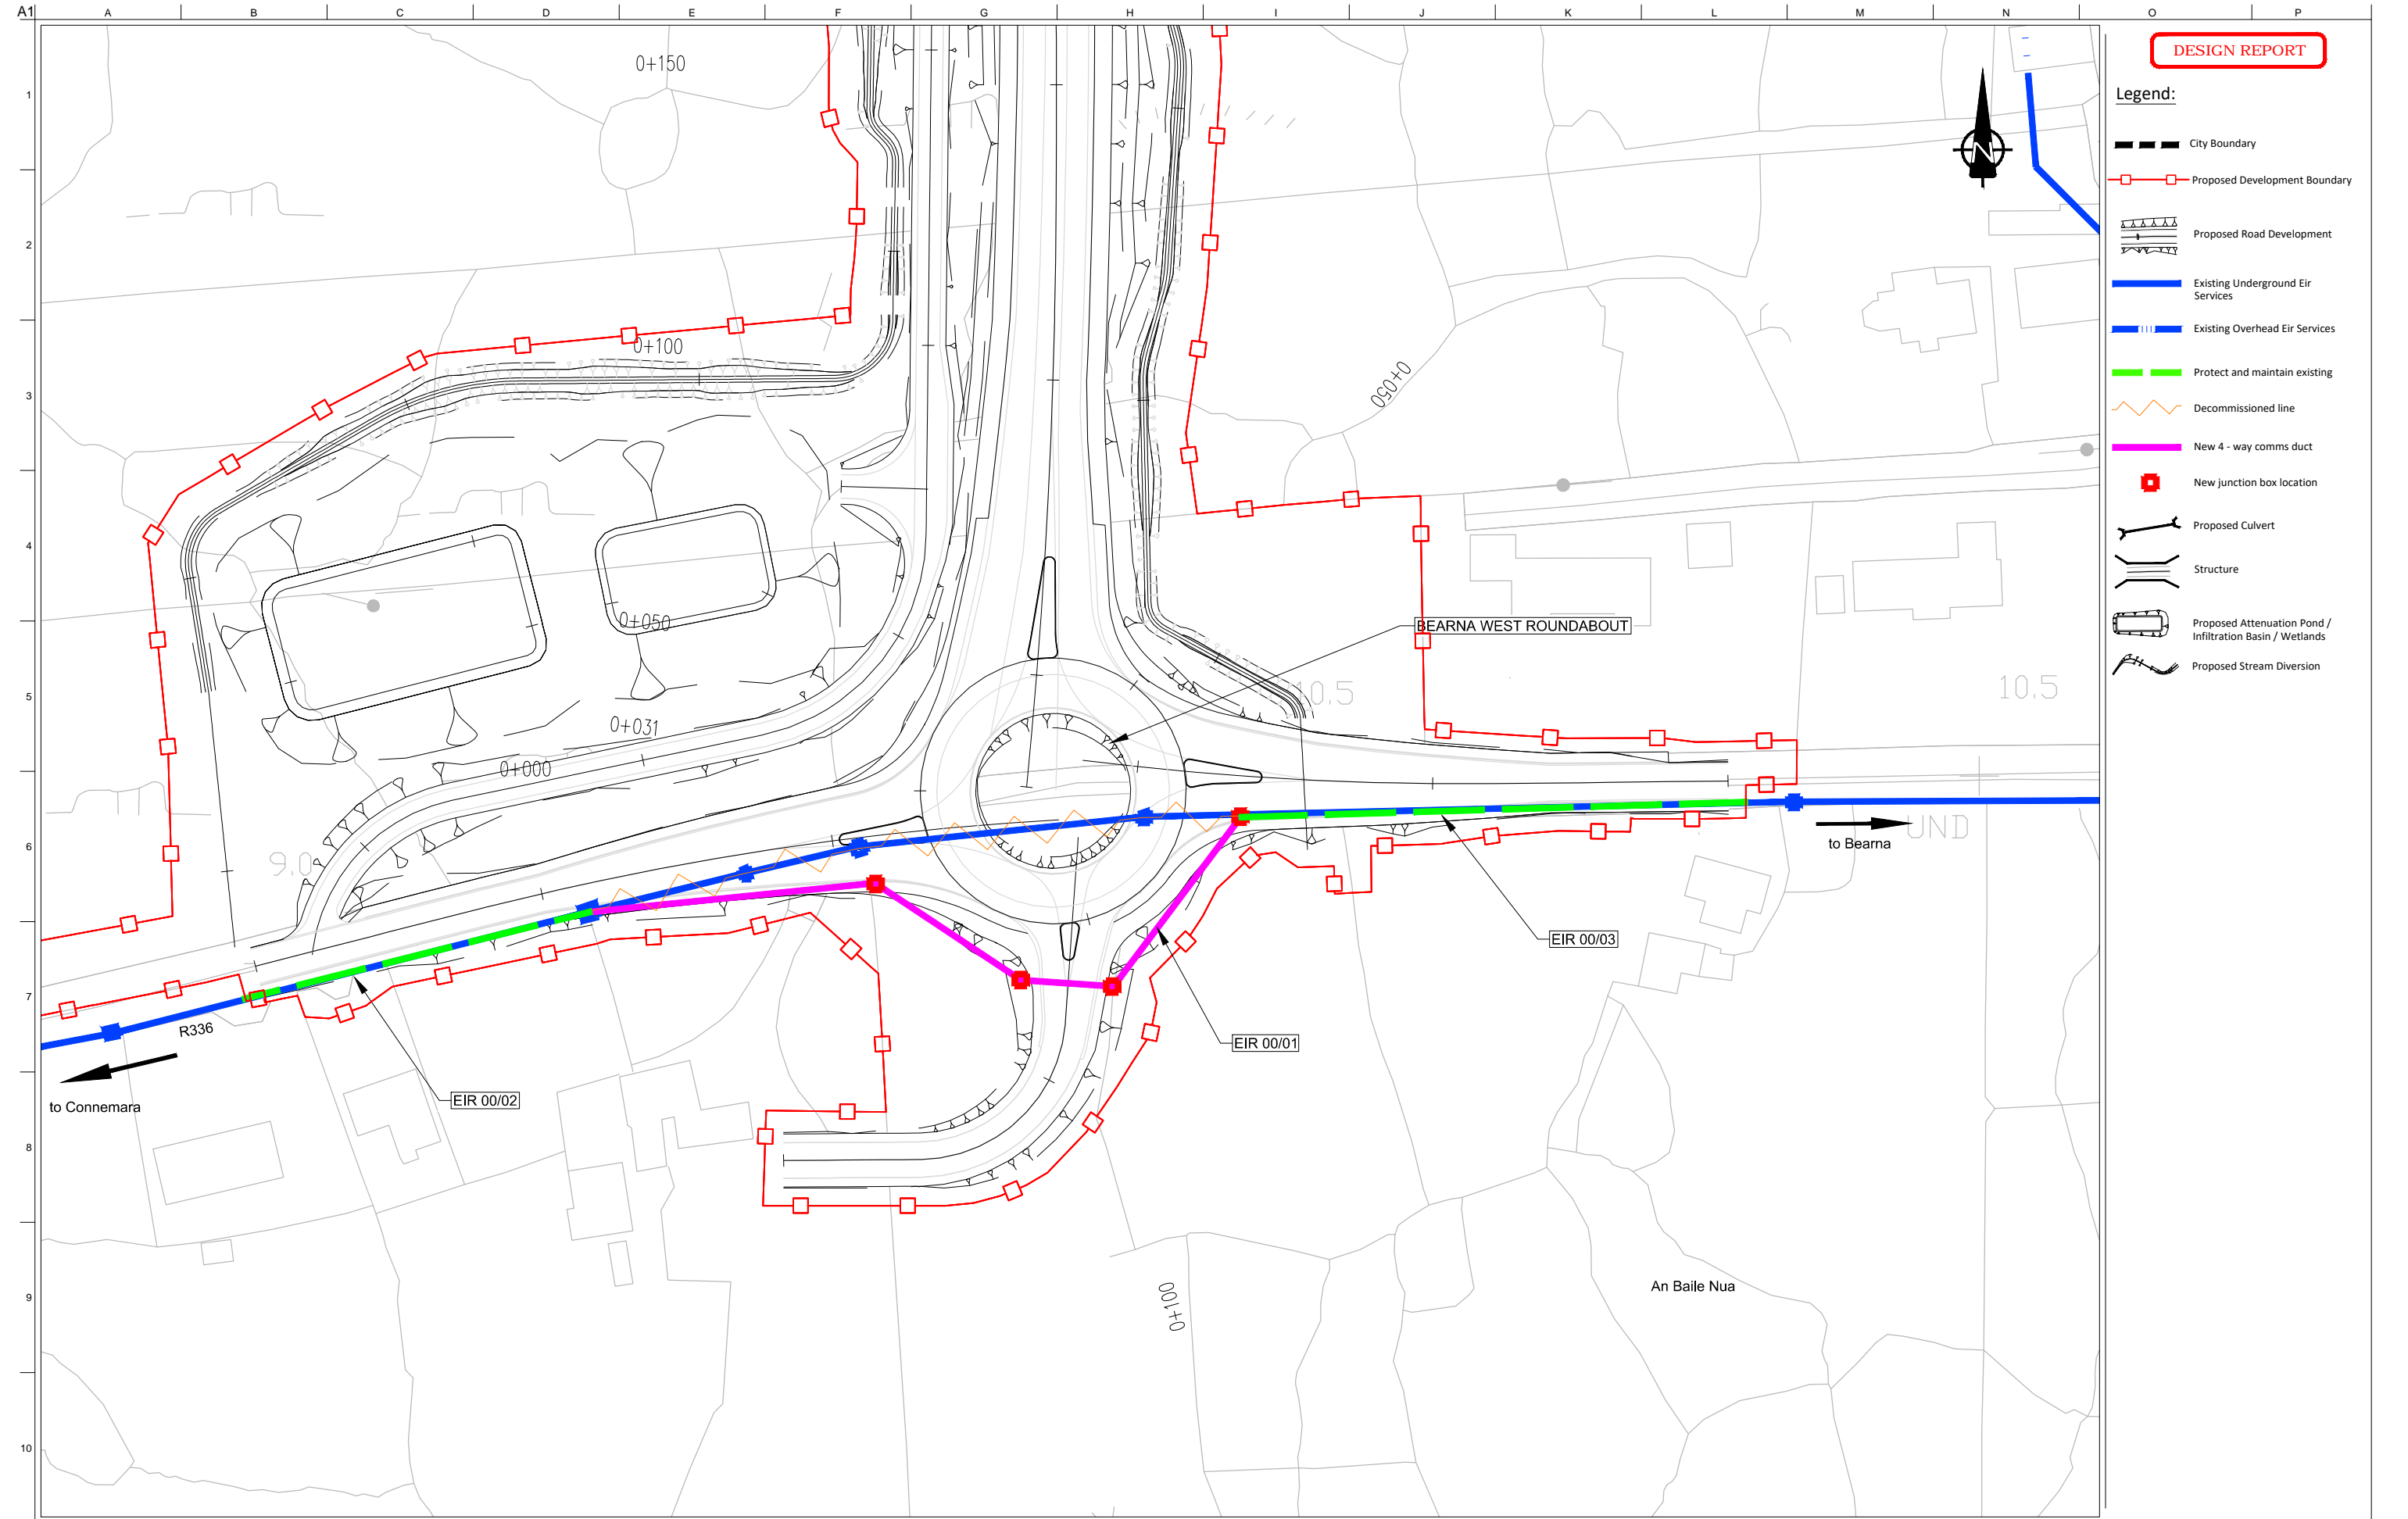 A1
A B C D E F G H I J K L M N O P
1
2
3
4
5
6
7
8
9
10
0+150
0+100
0+050
0+050
BEARNA WEST ROUNDABOUT
10.5
10.5
0+031
0+000
9.0
UND
to Bearna
EIR 00/03
R336
EIR 00/01
to Connemara
EIR 00/02
0+100
An Baile Nua
N
DESIGN REPORT
Legend:
City Boundary
Proposed Development Boundary
Proposed Road Development
Existing Underground Eir
Services
Existing Overhead Eir Services
Protect and maintain existing
Decommissioned line
New 4 - way comms duct
New junction box location
Proposed Culvert
Structure
Proposed Attenuation Pond /
Infiltration Basin / Wetlands
Proposed Stream Diversion